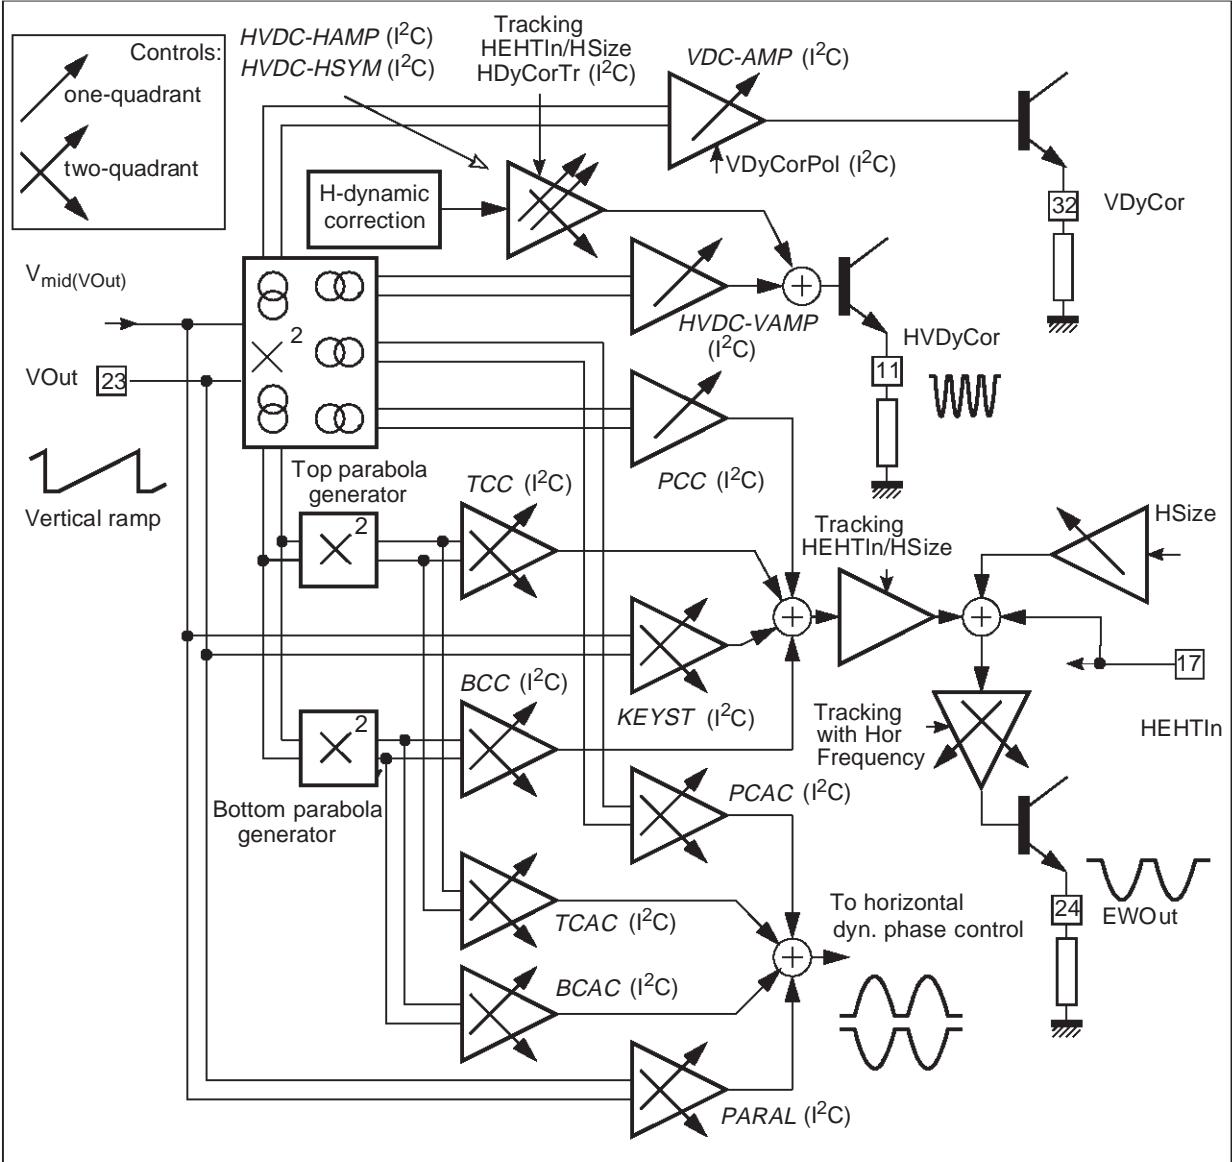 Controls:
one-quadrant
two-quadrant
HVDC-HAMP (I2C)
HVDC-HSYM (I2C)
Tracking
HEHTIn/HSize
HDyCorTr (I2C)
VDC-AMP (I2C)
VDyCorPol (I2C)
32
VDyCor
H-dynamic
correction
Vmid(VOut)
2
VOut
23
HVDC-VAMP
(I2C)
HVDyCor
11
Vertical ramp
Top parabola
generator
2
TCC (I2C)
PCC (I2C)
Tracking
HEHTIn/HSize
HSize
17
HEHTIn
KEYST (I2C)
BCC (I2C)
2
Bottom parabola
generator
Tracking
with Hor
Frequency
PCAC (I2C)
24
EWOut
TCAC (I2C)
To horizontal
dyn. phase control
BCAC (I2C)
PARAL (I2C)